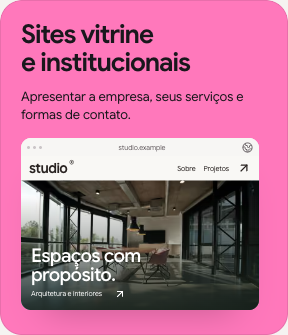 Sites vitrine
e institucionais
Apresentar a empresa, seus serviços e
formas de contato.
studio.example
studio® Sobre Projetos
Espaços com
propósito.
Arquitetura e Interiores